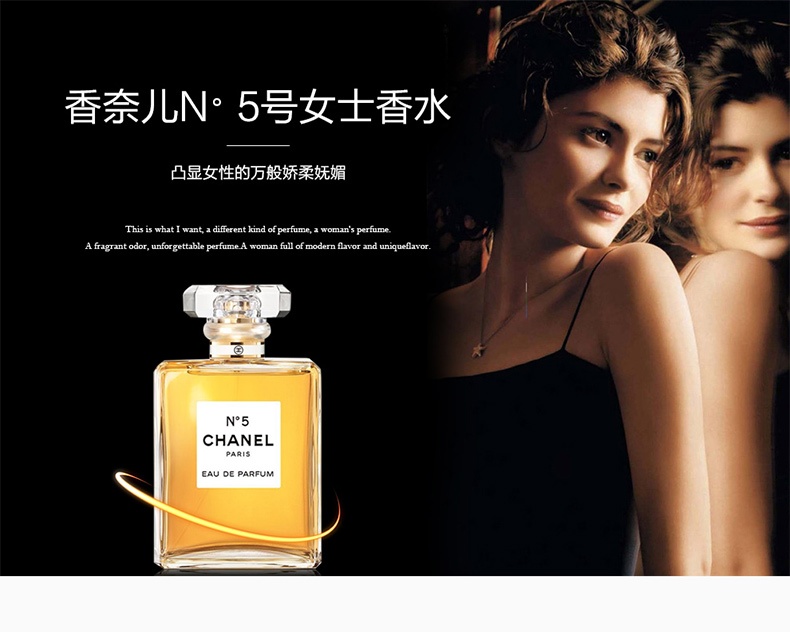 香奈儿N° 5号女士香水
凸显女性的万般娇柔妩媚
This is what I want, a different kind of perfume, a woman's perfume.
A fragrant odor, unforgettable perfume.A woman full of modern flavor and uniqueflavor.
N°5
CHANEL
PARIS
EAU DE PARFUM